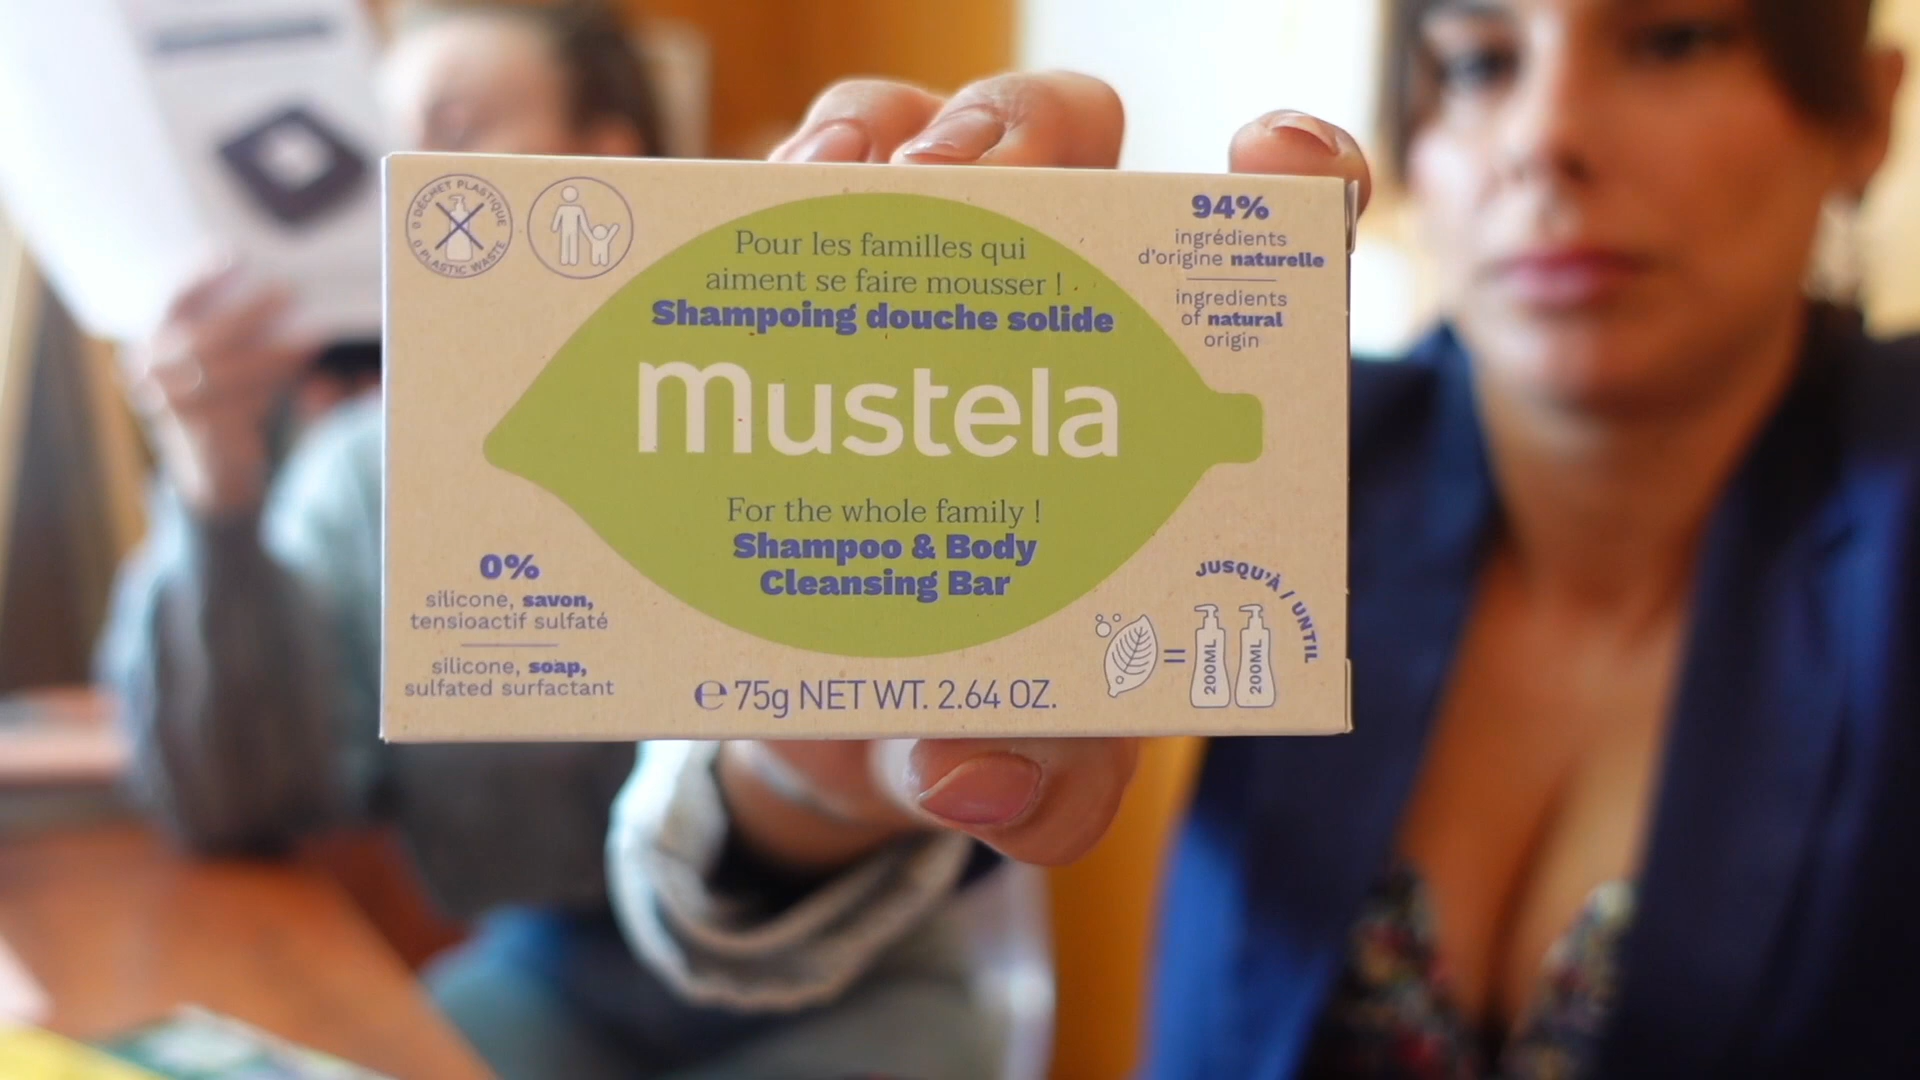 0 DÉCHET PLASTIQUE
0 PLASTIC WASTE
Pour les familles qui
aiment se faire mousser !
Shampoing douche solide
mustela
For the whole family !
Shampoo & Body
Cleansing Bar
94%
ingrédients
d'origine naturelle
ingredients
of natural
origin
0%
silicone, savon,
tensioactif sulfaté
silicone, soap,
sulfated surfactant
℮ 75g NET WT. 2.64 OZ.
JUSQU'À / UNTIL
=
200ML
200ML